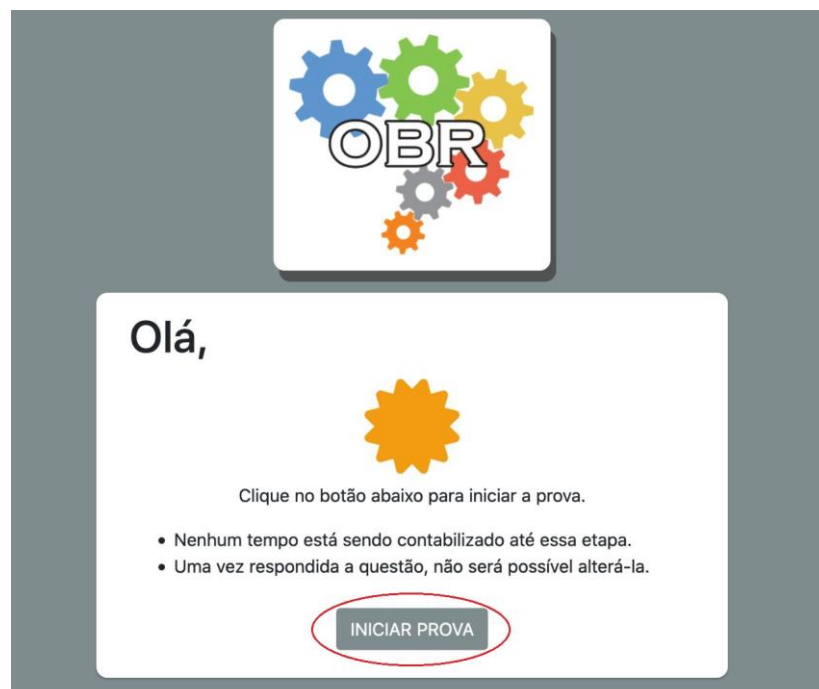 OBR
Olá,
Clique no botão abaixo para iniciar a prova.
• Nenhum tempo está sendo contabilizado até essa etapa.
• Uma vez respondida a questão, não será possível alterá-la.
INICIAR PROVA